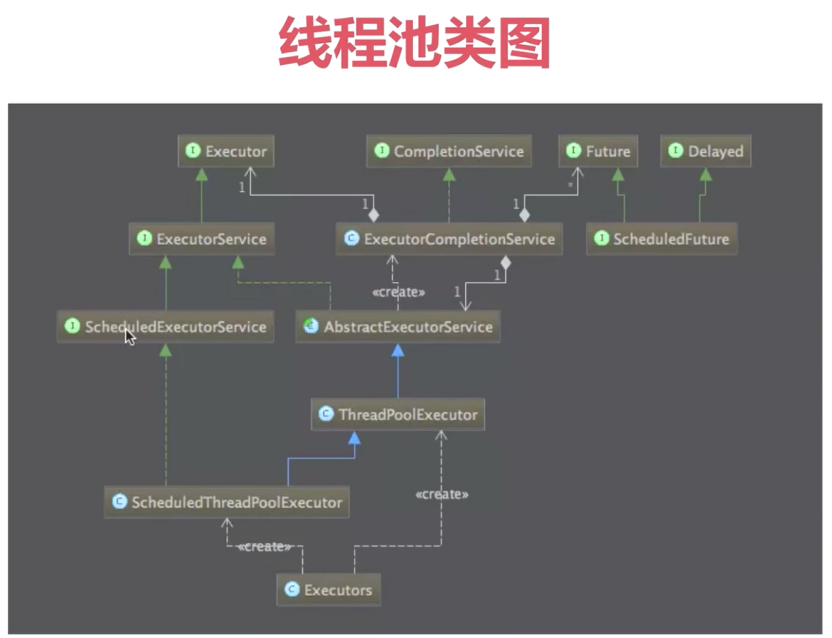 线程池类图
I Executor
I CompletionService
I Future
I Delayed
1
1
1
*
I ExecutorService
C ExecutorCompletionService
I ScheduledFuture
«create»
1
1
I ScheduledExecutorService
C AbstractExecutorService
C ThreadPoolExecutor
C ScheduledThreadPoolExecutor
«create»
«create»
C Executors